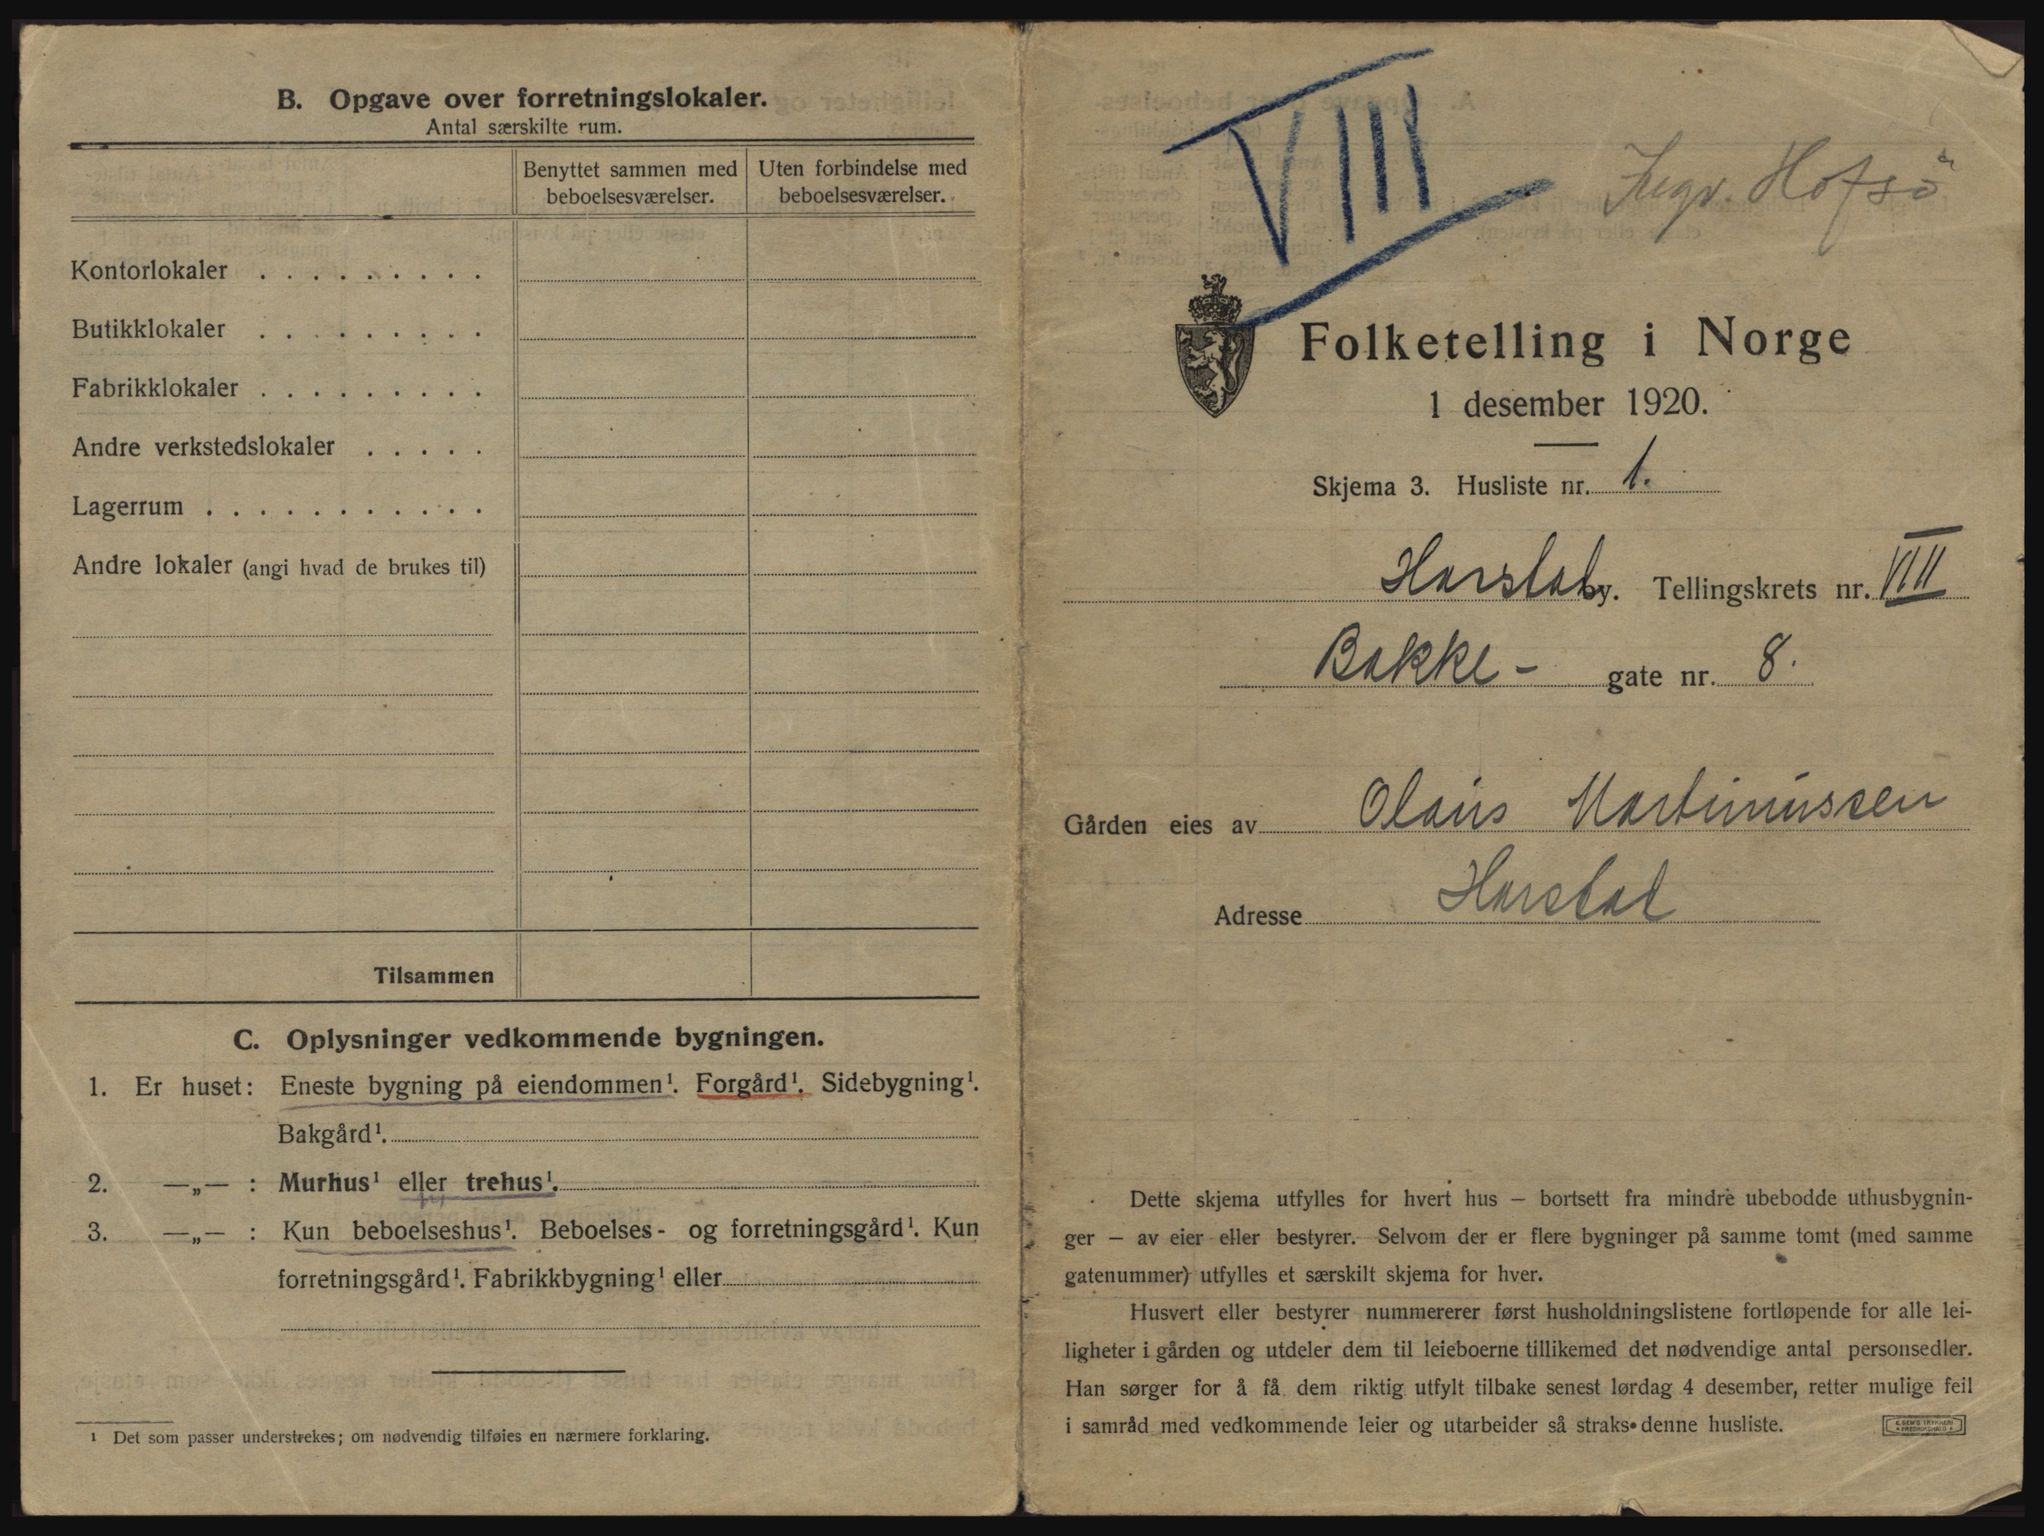 B. Opgave over forretningslokaler.
Antal særskilte rum.
Benyttet sammen med beboelsesværelser.
Uten forbindelse med beboelsesværelser.
Kontorlokaler . . . . . . . . .
Butikklokaler . . . . . . . . .
Fabrikklokaler . . . . . . . . .
Andre verkstedslokaler . . . . .
Lagerrum . . . . . . . . . . .
Andre lokaler (angi hvad de brukes til)
Tilsammen
C. Oplysninger vedkommende bygningen.
1. Er huset: Eneste bygning på eiendommen¹. Forgård¹. Sidebygning¹.
Bakgård¹.
2. —„— : Murhus¹ eller trehus¹.
3. —„— : Kun beboelseshus¹. Beboelses- og forretningsgård¹. Kun
forretningsgård¹. Fabrikkbygning¹ eller
¹ Det som passer understrekes; om nødvendig tilføies en nærmere forklaring.
VIII
Ingv. Hofsö
Folketelling i Norge
1 desember 1920.
Skjema 3. Husliste nr. 1.
Harstad by. Tellingskrets nr. VIII
Bakke - gate nr. 8.
Gården eies av Olaus Martinussen
Adresse Harstad
Dette skjema utfylles for hvert hus – bortsett fra mindre ubebodde uthusbygnin-
ger – av eier eller bestyrer. Selvom der er flere bygninger på samme tomt (med samme
gatenummer) utfylles et særskilt skjema for hver.
Husvert eller bestyrer nummererer først husholdningslistene fortløpende for alle lei-
ligheter i gården og utdeler dem til leieboerne tillikemed det nødvendige antal personsedler.
Han sørger for å få dem riktig utfylt tilbake senest lørdag 4 desember, retter mulige feil
i samråd med vedkommende leier og utarbeider så straks denne husliste.